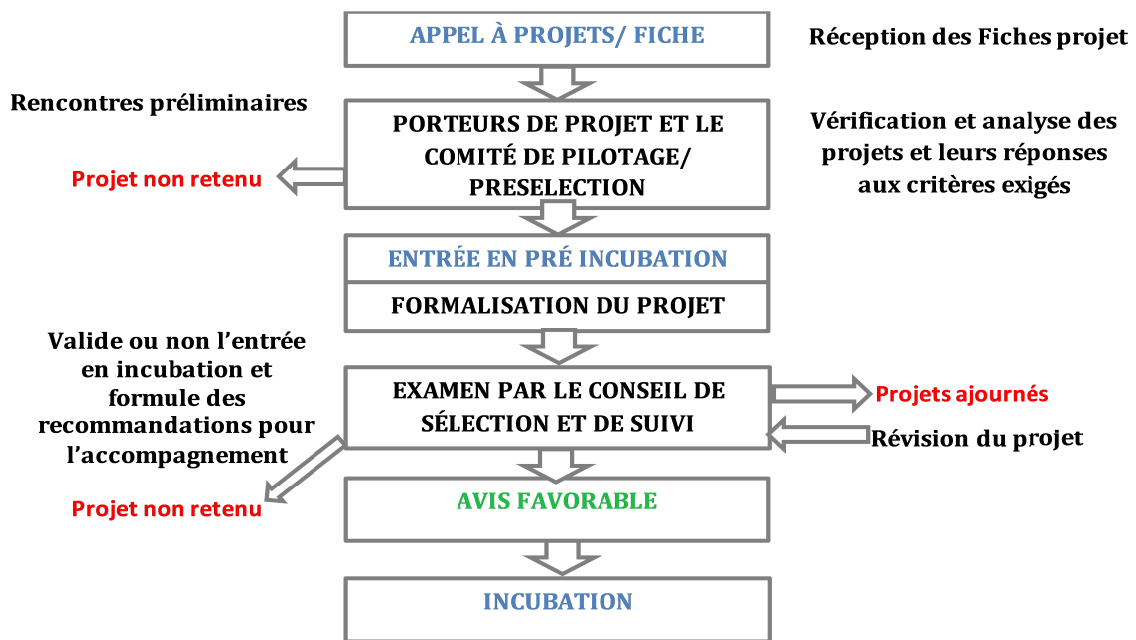 APPEL À PROJETS/ FICHE
Réception des Fiches projet
Rencontres préliminaires
PORTEURS DE PROJET ET LE
COMITÉ DE PILOTAGE/
PRESELECTION
Vérification et analyse des
projets et leurs réponses
aux critères exigés
Projet non retenu
ENTRÉE EN PRÉ INCUBATION
FORMALISATION DU PROJET
Valide ou non l’entrée
en incubation et
formule des
recommandations pour
l’accompagnement
EXAMEN PAR LE CONSEIL DE
SÉLECTION ET DE SUIVI
Projets ajournés
Révision du projet
Projet non retenu
AVIS FAVORABLE
INCUBATION